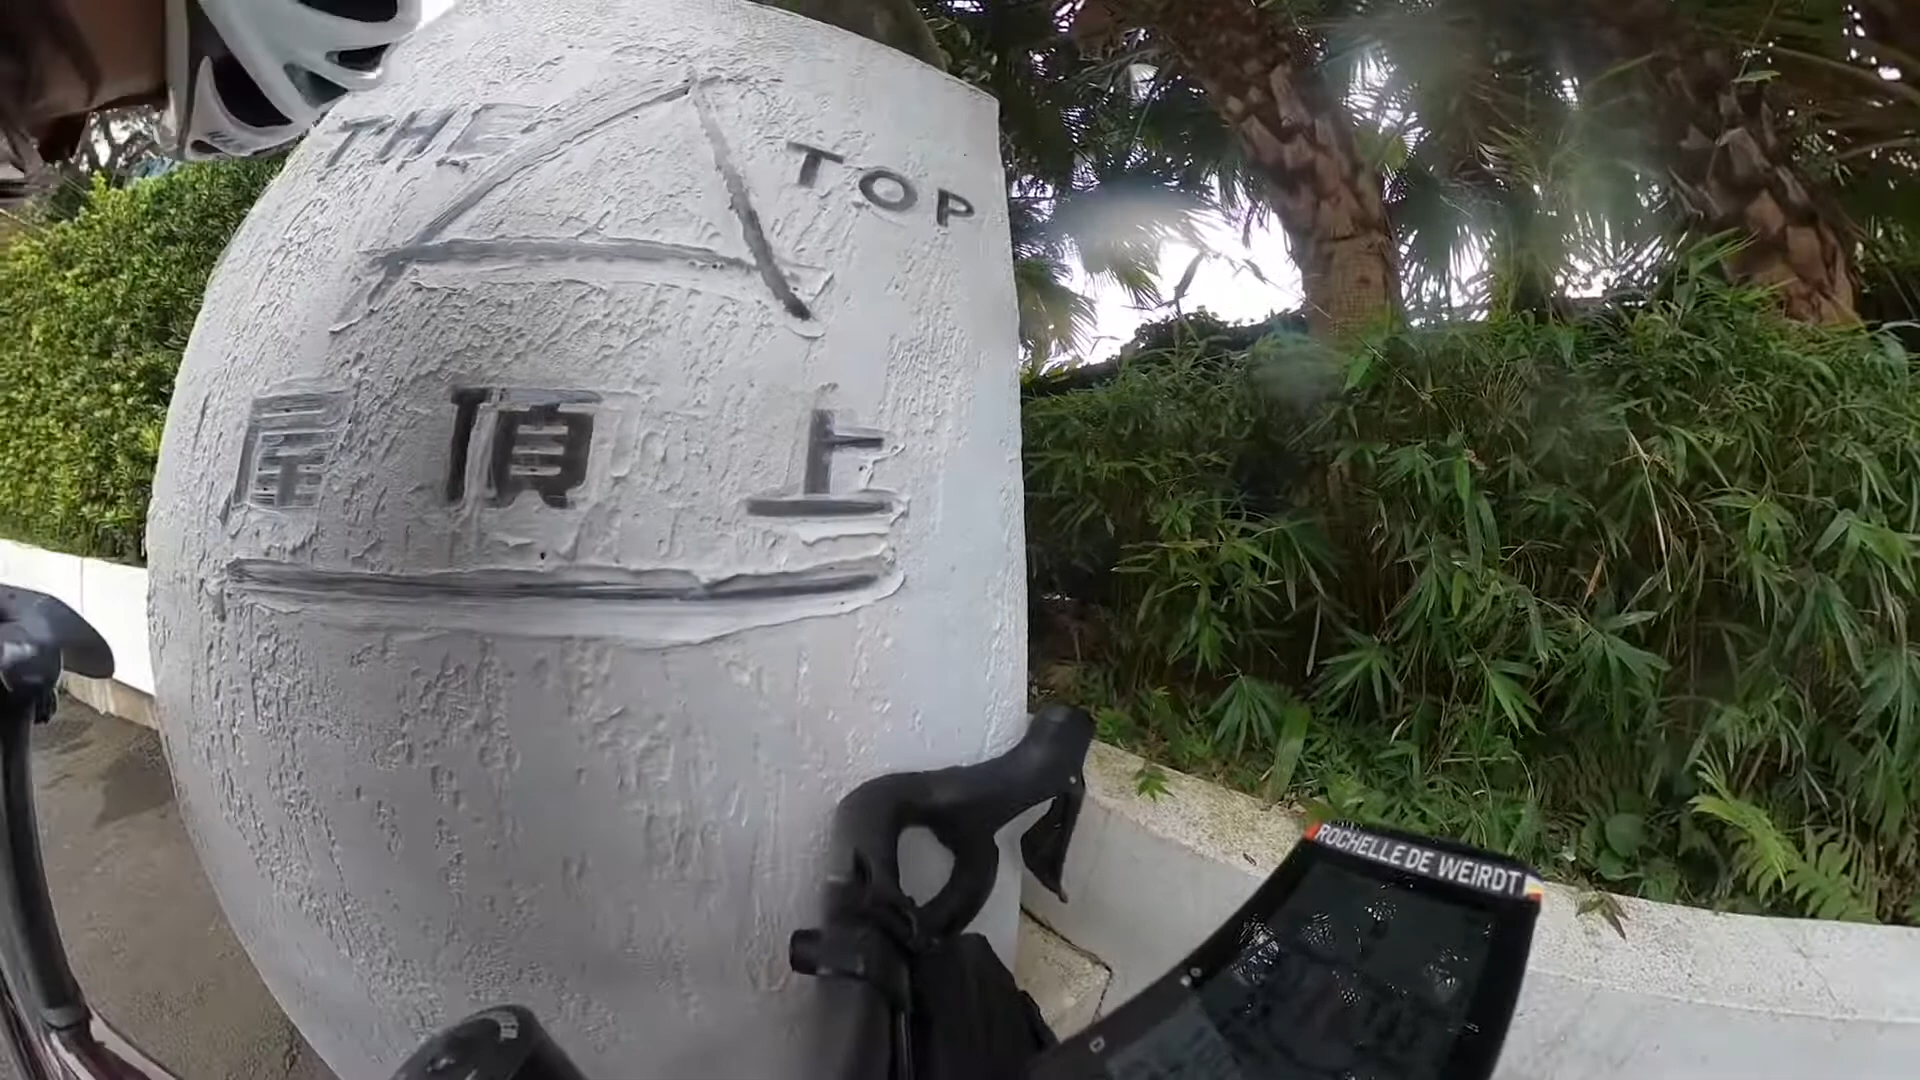 THE TOP
屋頂上
ROCHELLE DE WEIRDT